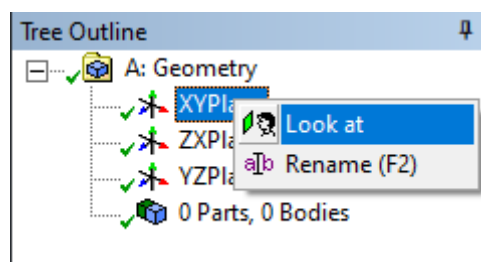 Tree Outline
A: Geometry
XYPla
Look at
ZXPla
Rename (F2)
YZPla
0 Parts, 0 Bodies